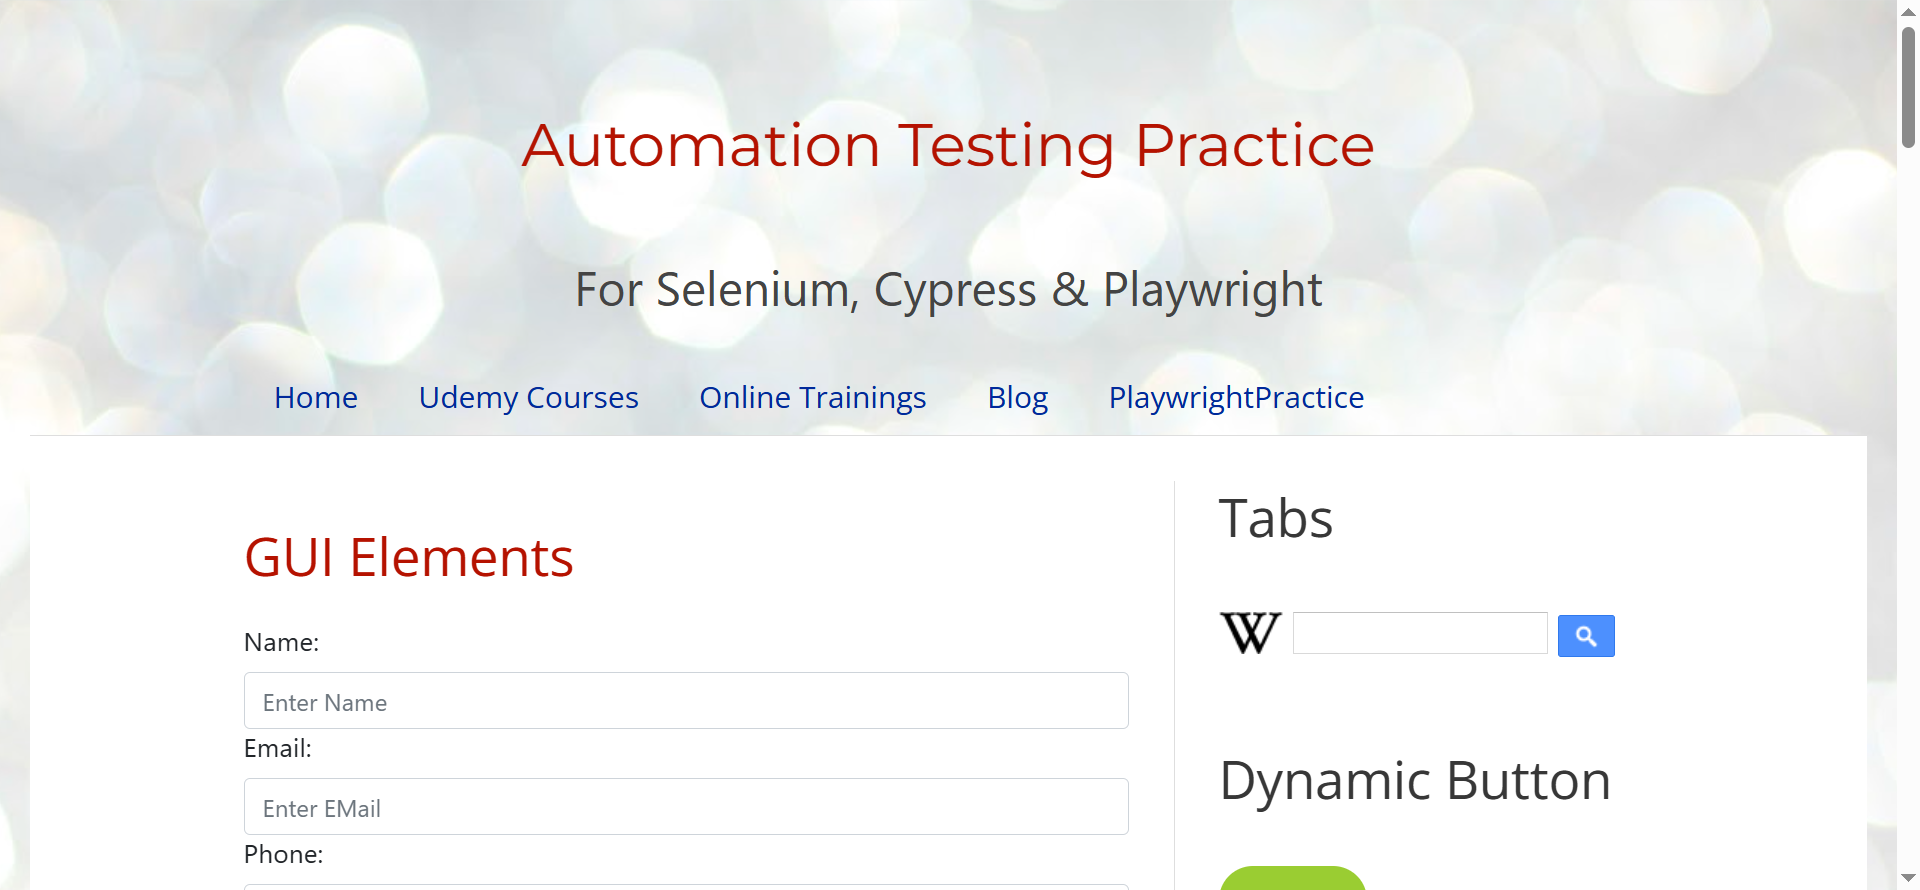 Automation Testing Practice
For Selenium, Cypress & Playwright
Home Udemy Courses Online Trainings Blog PlaywrightPractice
GUI Elements
Name:
Enter Name
Email:
Enter EMail
Phone:
Tabs
W
Dynamic Button